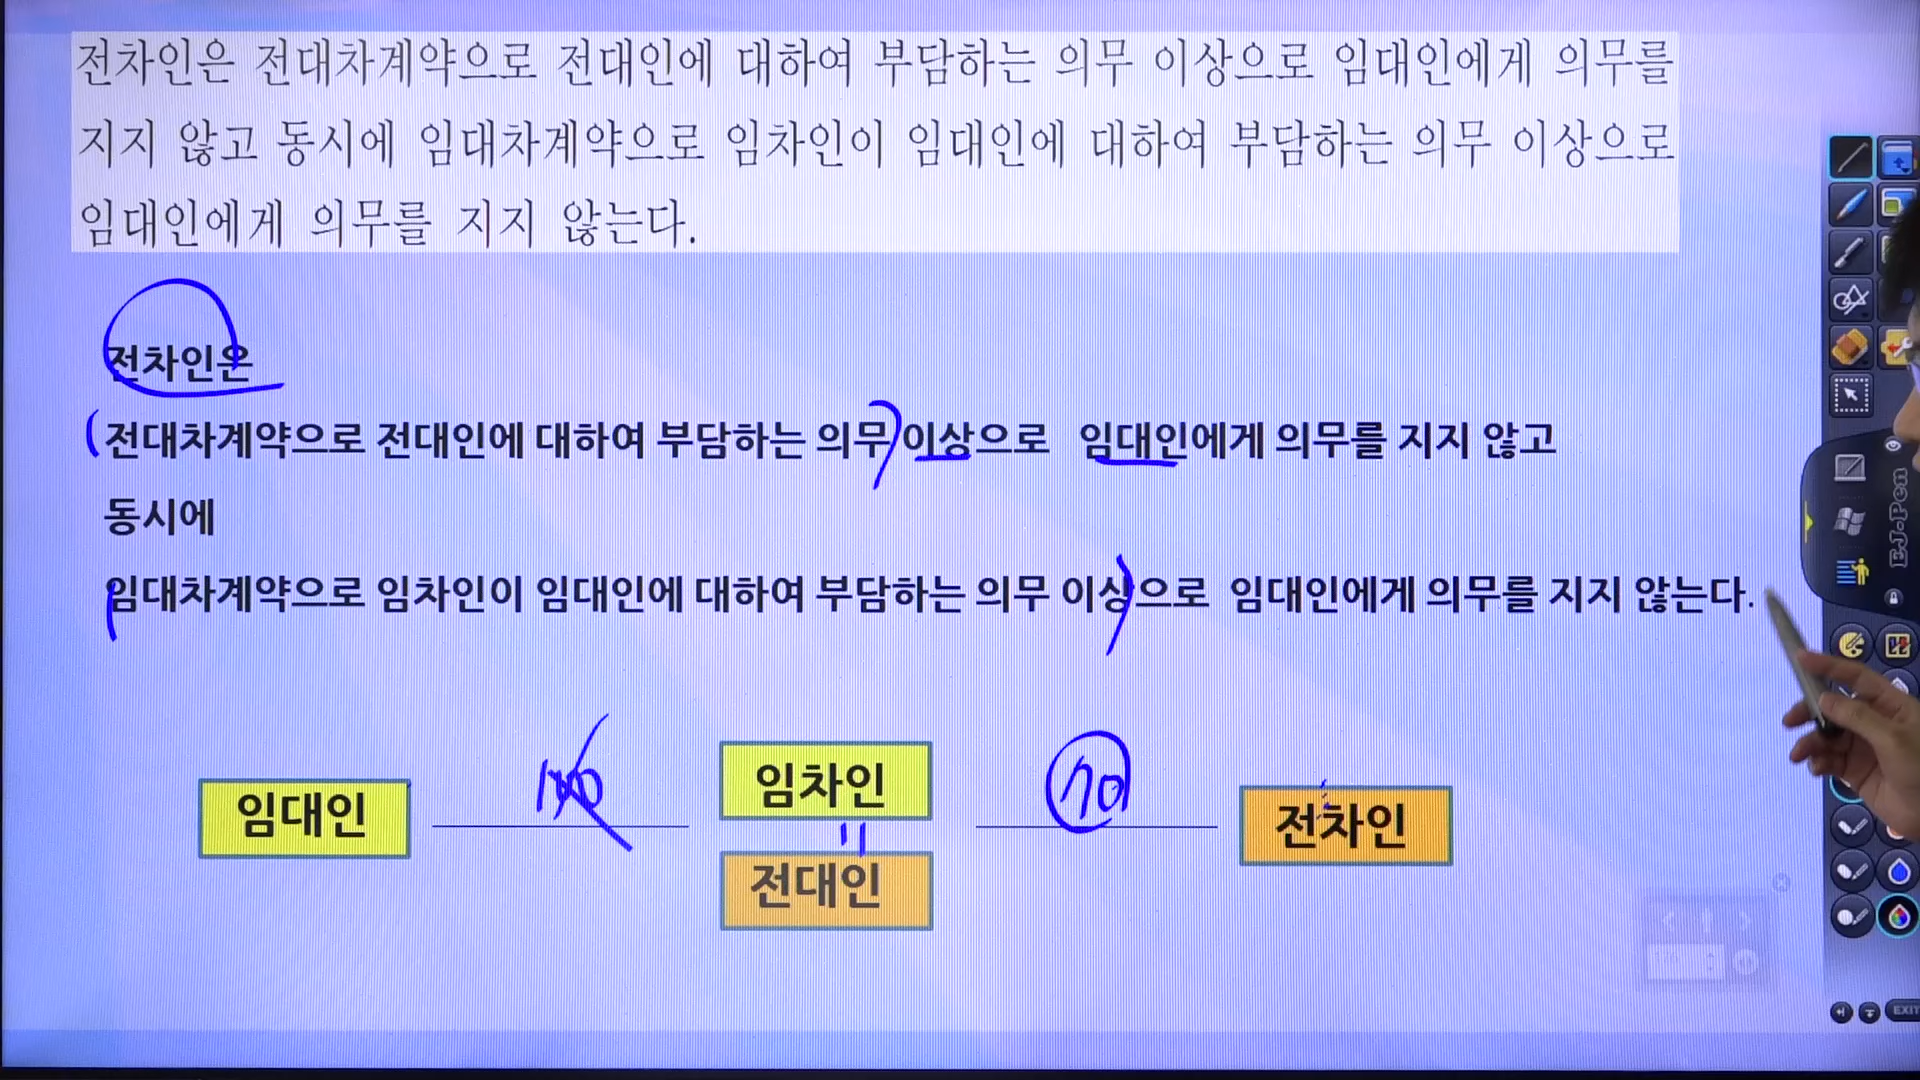 전차인은 전대차계약으로 전대인에 대하여 부담하는 의무 이상으로 임대인에게 의무를
지지 않고 동시에 임대차계약으로 임차인이 임대인에 대하여 부담하는 의무 이상으로
임대인에게 의무를 지지 않는다.
전차인은
전대차계약으로 전대인에 대하여 부담하는 의무 이상으로 임대인에게 의무를 지지 않고
동시에
임대차계약으로 임차인이 임대인에 대하여 부담하는 의무 이상으로 임대인에게 의무를 지지 않는다.
임대인
100
임차인
전대인
70
전차인
EJ-Pen
EXIT